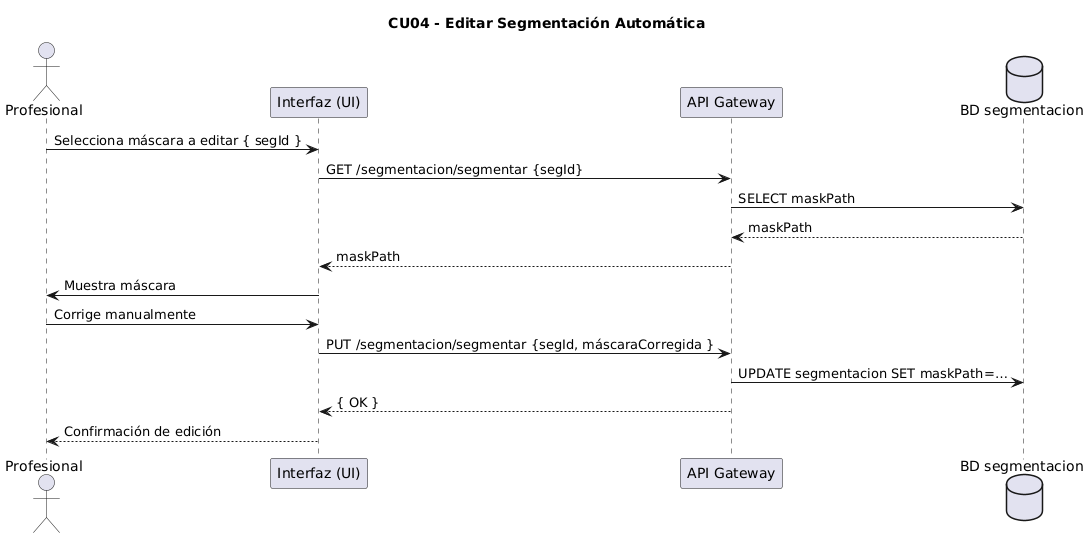 CU04 - Editar Segmentación Automática
Profesional
Interfaz (UI)
API Gateway
BD segmentacion
Selecciona máscara a editar { segId }
GET /segmentacion/segmentar {segId}
SELECT maskPath
maskPath
maskPath
Muestra máscara
Corrige manualmente
PUT /segmentacion/segmentar {segId, máscaraCorregida }
UPDATE segmentacion SET maskPath=...
{ OK }
Confirmación de edición
Profesional
Interfaz (UI)
API Gateway
BD segmentacion